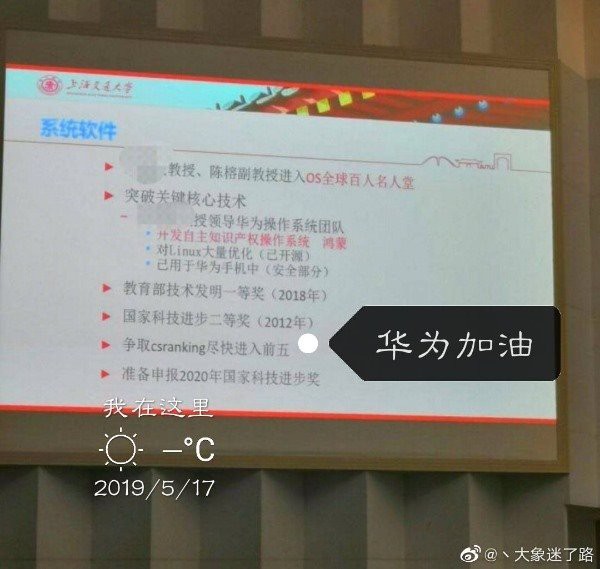 上海交通大学
系统软件
教授、陈榕副教授进入OS全球百人名人堂
突破关键核心技术
授领导华为操作系统团队
开发自主知识产权操作系统 鸿蒙
对Linux大量优化（已开源）
已用于华为手机中（安全部分）
教育部技术发明一等奖（2018年）
国家科技进步二等奖（2012年）
争取csranking尽快进入前五
准备申报2020年国家科技进步奖
华为加油
我在这里
—°C
2019/5/17
@丶大象迷了路